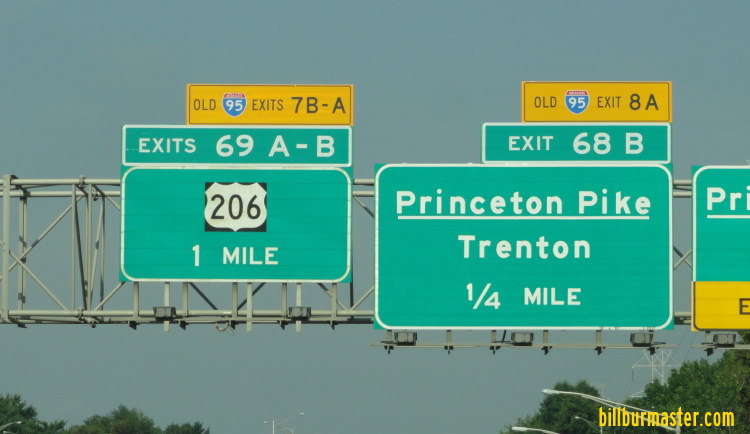 OLD 95 EXITS 7B-A
EXITS 69 A-B
206
1 MILE
OLD 95 EXIT 8A
EXIT 68 B
Princeton Pike
Trenton
1/4 MILE
billburmaster.com